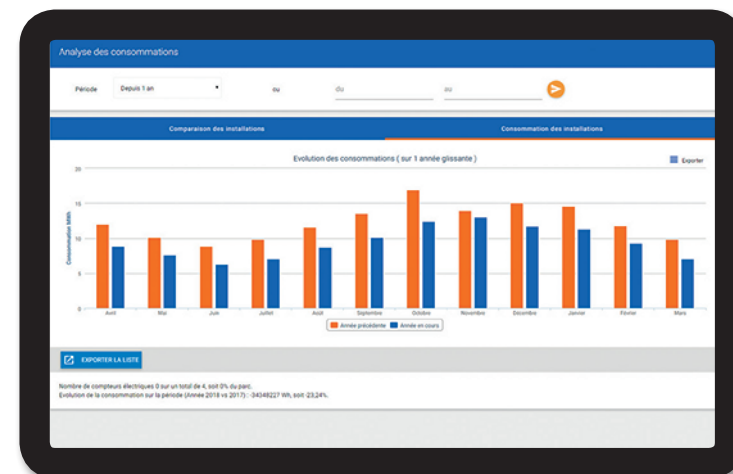 Analyse des consommations
Période Depuis 1 an ou du au
Comparaison des installations Consommation des installations
Evolution des consommations ( sur 1 année glissante )
Exporter
20
15
10
5
0
Consommation MWh
Avril Mai Juin Juillet Août Septembre Octobre Novembre Décembre Janvier Février Mars
Année précédente Année en cours
EXPORTER LA LISTE
Nombre de compteurs électriques 0 sur un total de 4, soit 0% du parc.
Evolution de la consommation sur la période (Année 2018 vs 2017) : -34348227 Wh, soit -23,24%.